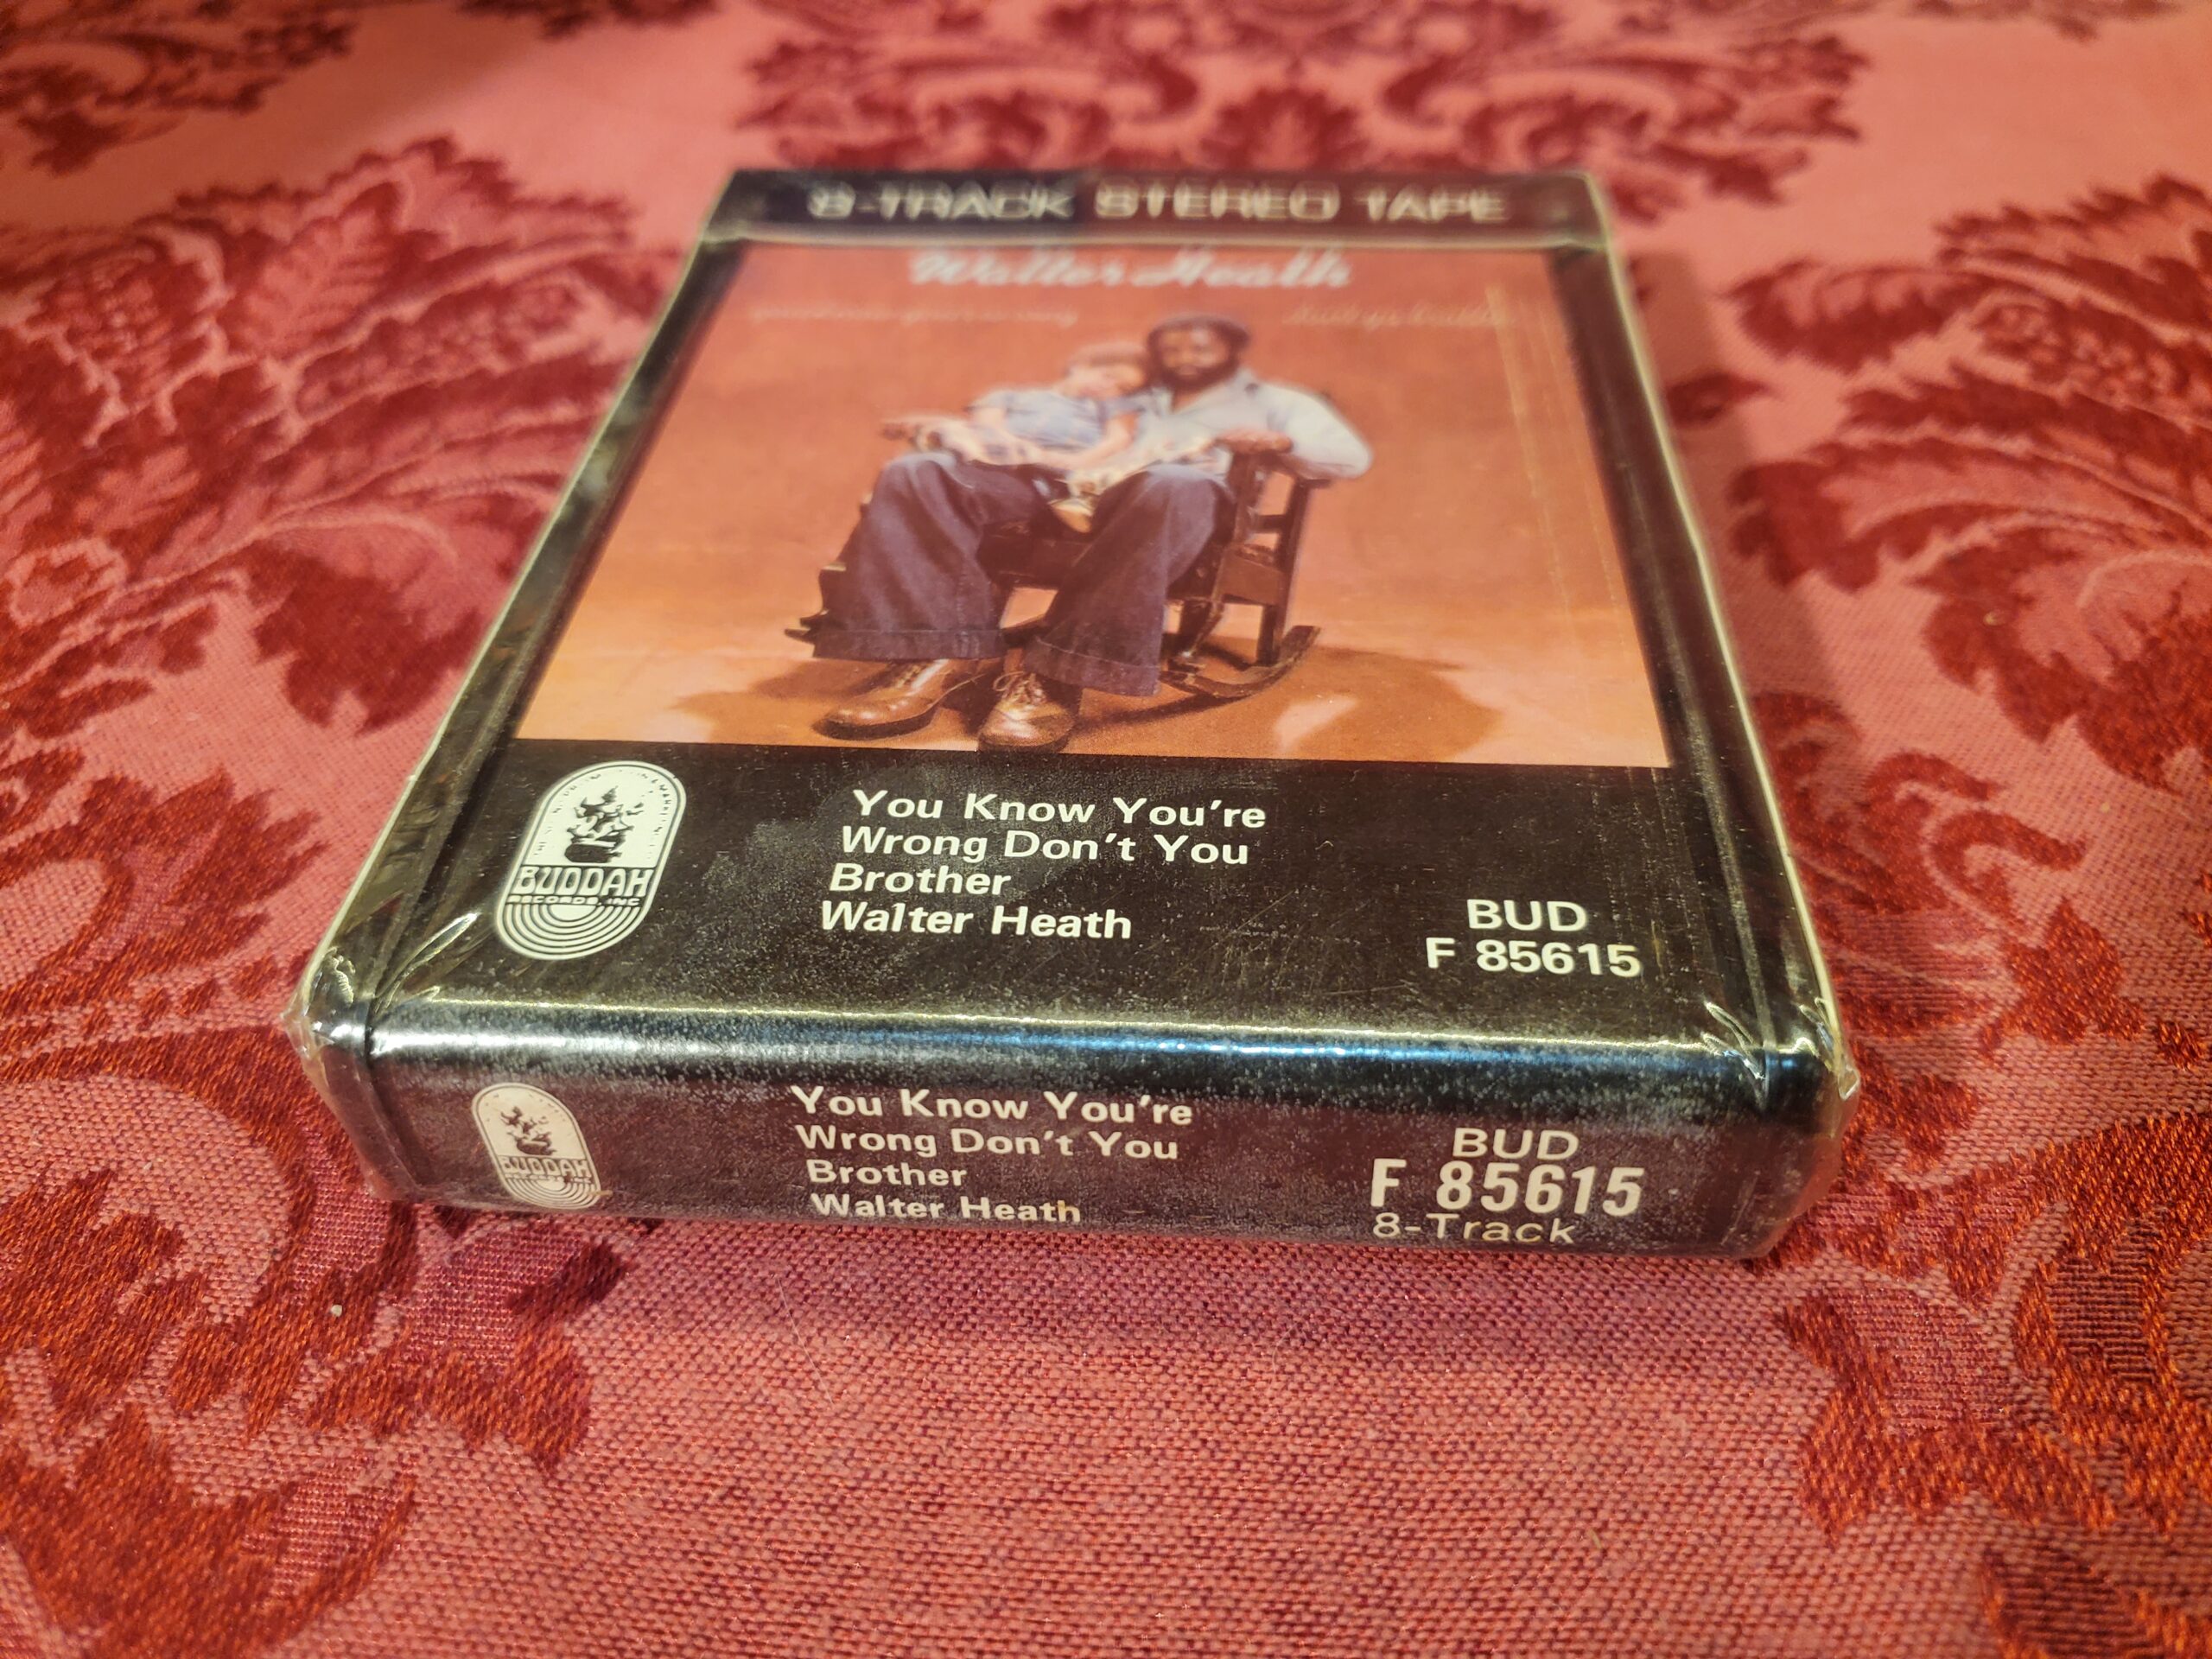 8-TRACK STEREO TAPE
Walter Heath
BUDDAH
RECORDS, INC
You Know You're
Wrong Don't You
Brother
Walter Heath
BUD
F 85615
BUDDAH
You Know You're
Wrong Don't You
Brother
Walter Heath
BUD
F 85615
8-Track